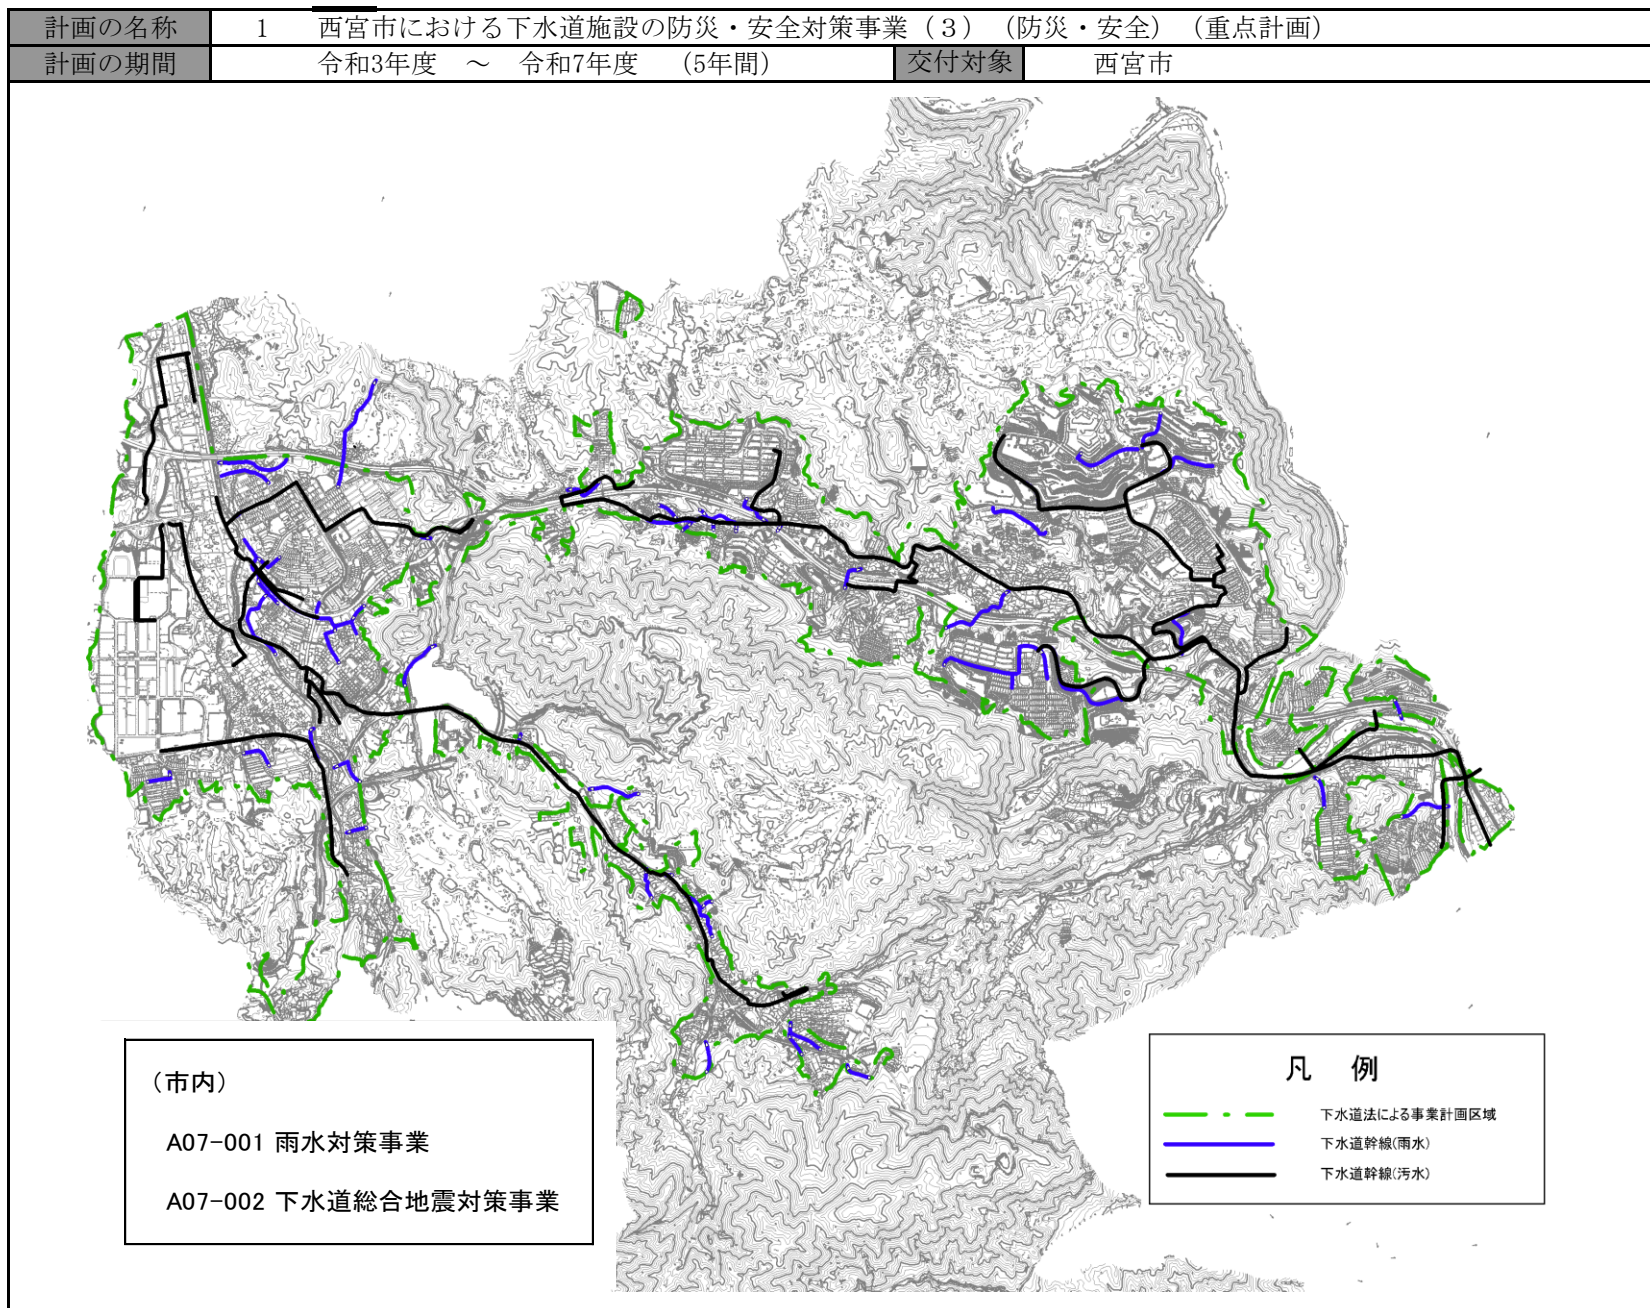 計画の名称 1 西宮市における下水道施設の防災・安全対策事業（３）（防災・安全）（重点計画）
計画の期間 令和3年度 ～ 令和7年度 （5年間） 交付対象 西宮市
（市内）
A07-001 雨水対策事業
A07-002 下水道総合地震対策事業
凡 例
下水道法による事業計画区域
下水道幹線(雨水)
下水道幹線(汚水)